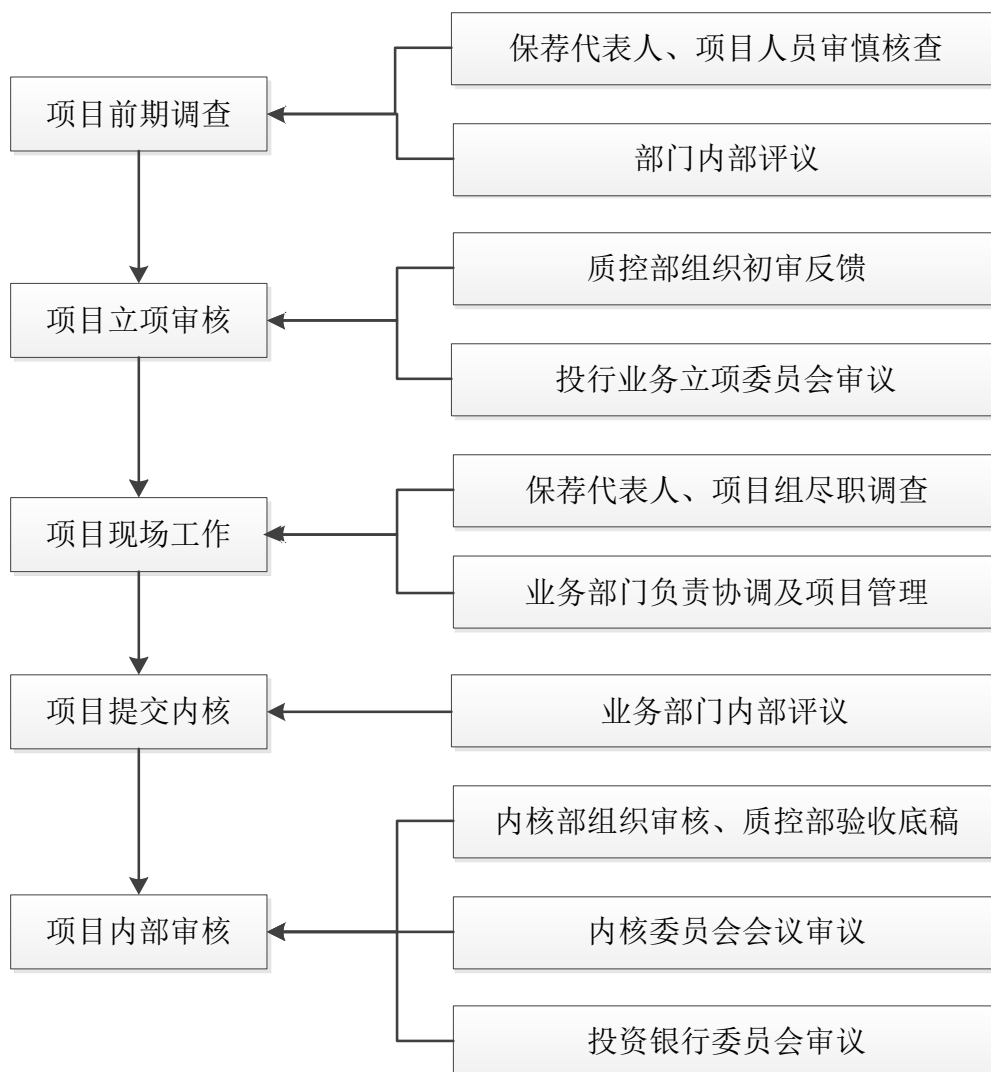 保荐代表人、项目人员审慎核查
项目前期调查
部门内部评议
质控部组织初审反馈
项目立项审核
投行业务立项委员会审议
保荐代表人、项目组尽职调查
项目现场工作
业务部门负责协调及项目管理
项目提交内核
业务部门内部评议
内核部组织审核、质控部验收底稿
项目内部审核
内核委员会会议审议
投资银行委员会审议